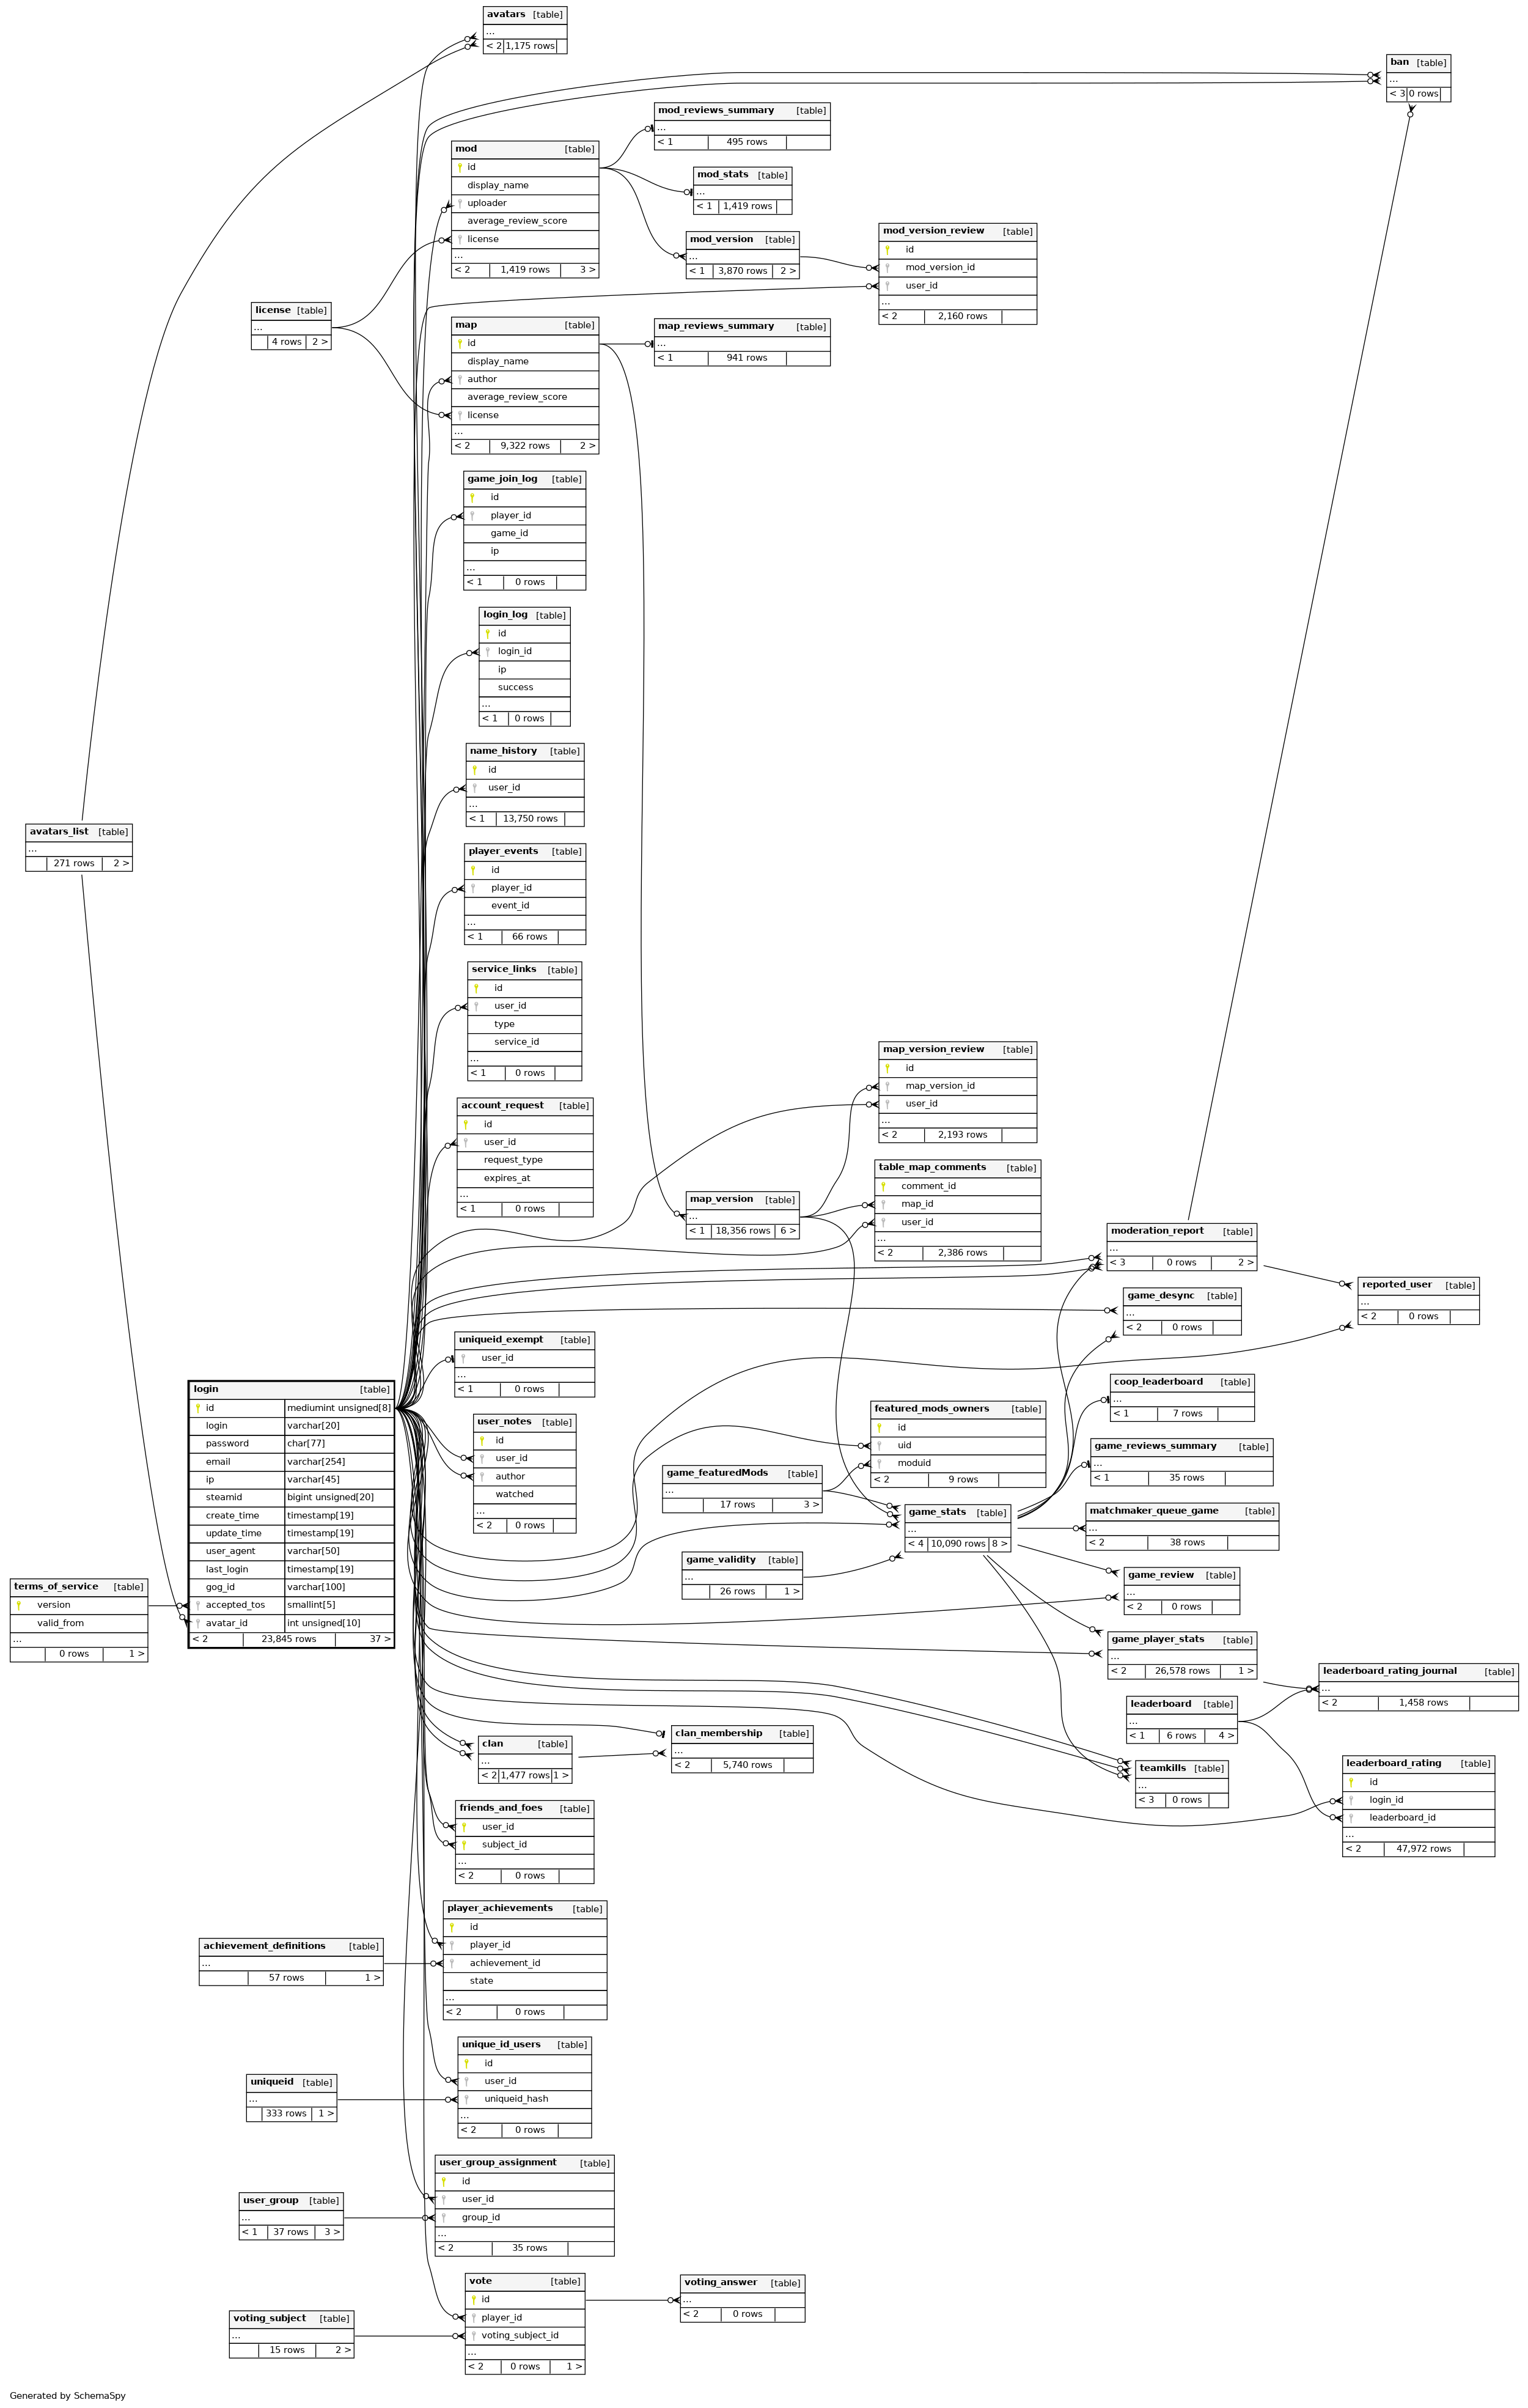 avatars [table]
...
< 2 1,175 rows
ban [table]
...
< 3 0 rows
mod_reviews_summary [table]
...
< 1 495 rows
mod [table]
id
display_name
uploader
average_review_score
license
...
< 2 1,419 rows 3 >
mod_stats [table]
...
< 1 1,419 rows
mod_version [table]
...
< 1 3,870 rows 2 >
mod_version_review [table]
id
mod_version_id
user_id
...
< 2 2,160 rows
license [table]
...
4 rows 2 >
map [table]
id
display_name
author
average_review_score
license
...
< 2 9,322 rows 2 >
map_reviews_summary [table]
...
< 1 941 rows
game_join_log [table]
id
player_id
game_id
ip
...
< 1 0 rows
login_log [table]
id
login_id
ip
success
...
< 1 0 rows
name_history [table]
id
user_id
...
< 1 13,750 rows
avatars_list [table]
...
271 rows 2 >
player_events [table]
id
player_id
event_id
...
< 1 66 rows
service_links [table]
id
user_id
type
service_id
...
< 1 0 rows
map_version_review [table]
id
map_version_id
user_id
...
< 2 2,193 rows
account_request [table]
id
user_id
request_type
expires_at
...
< 1 0 rows
table_map_comments [table]
comment_id
map_id
user_id
...
< 2 2,386 rows
map_version [table]
...
< 1 18,356 rows 6 >
moderation_report [table]
...
< 3 0 rows 2 >
reported_user [table]
...
< 2 0 rows
game_desync [table]
...
< 2 0 rows
uniqueid_exempt [table]
user_id
...
< 1 0 rows
coop_leaderboard [table]
...
< 1 7 rows
login [table]
id mediumint unsigned[8]
login varchar[20]
password char[77]
email varchar[254]
ip varchar[45]
steamid bigint unsigned[20]
create_time timestamp[19]
update_time timestamp[19]
user_agent varchar[50]
last_login timestamp[19]
gog_id varchar[100]
accepted_tos smallint[5]
avatar_id int unsigned[10]
< 2 23,845 rows 37 >
user_notes [table]
id
user_id
author
watched
...
< 2 0 rows
featured_mods_owners [table]
id
uid
moduid
< 2 9 rows
game_reviews_summary [table]
...
< 1 35 rows
game_featuredMods [table]
...
17 rows 3 >
game_stats [table]
...
< 4 10,090 rows 8 >
matchmaker_queue_game [table]
...
< 2 38 rows
game_validity [table]
...
26 rows 1 >
game_review [table]
...
< 2 0 rows
terms_of_service [table]
version
valid_from
...
0 rows 1 >
game_player_stats [table]
...
< 2 26,578 rows 1 >
leaderboard_rating_journal [table]
...
< 2 1,458 rows
leaderboard [table]
...
< 1 6 rows 4 >
clan [table]
...
< 2 1,477 rows 1 >
clan_membership [table]
...
< 2 5,740 rows
teamkills [table]
...
< 3 0 rows
leaderboard_rating [table]
id
login_id
leaderboard_id
...
< 2 47,972 rows
friends_and_foes [table]
user_id
subject_id
...
< 2 0 rows
player_achievements [table]
id
player_id
achievement_id
state
...
< 2 0 rows
achievement_definitions [table]
...
57 rows 1 >
unique_id_users [table]
id
user_id
uniqueid_hash
...
< 2 0 rows
uniqueid [table]
...
333 rows 1 >
user_group_assignment [table]
id
user_id
group_id
...
< 2 35 rows
user_group [table]
...
< 1 37 rows 3 >
vote [table]
id
player_id
voting_subject_id
...
< 2 0 rows 1 >
voting_answer [table]
...
< 2 0 rows
voting_subject [table]
...
15 rows 2 >
Generated by SchemaSpy